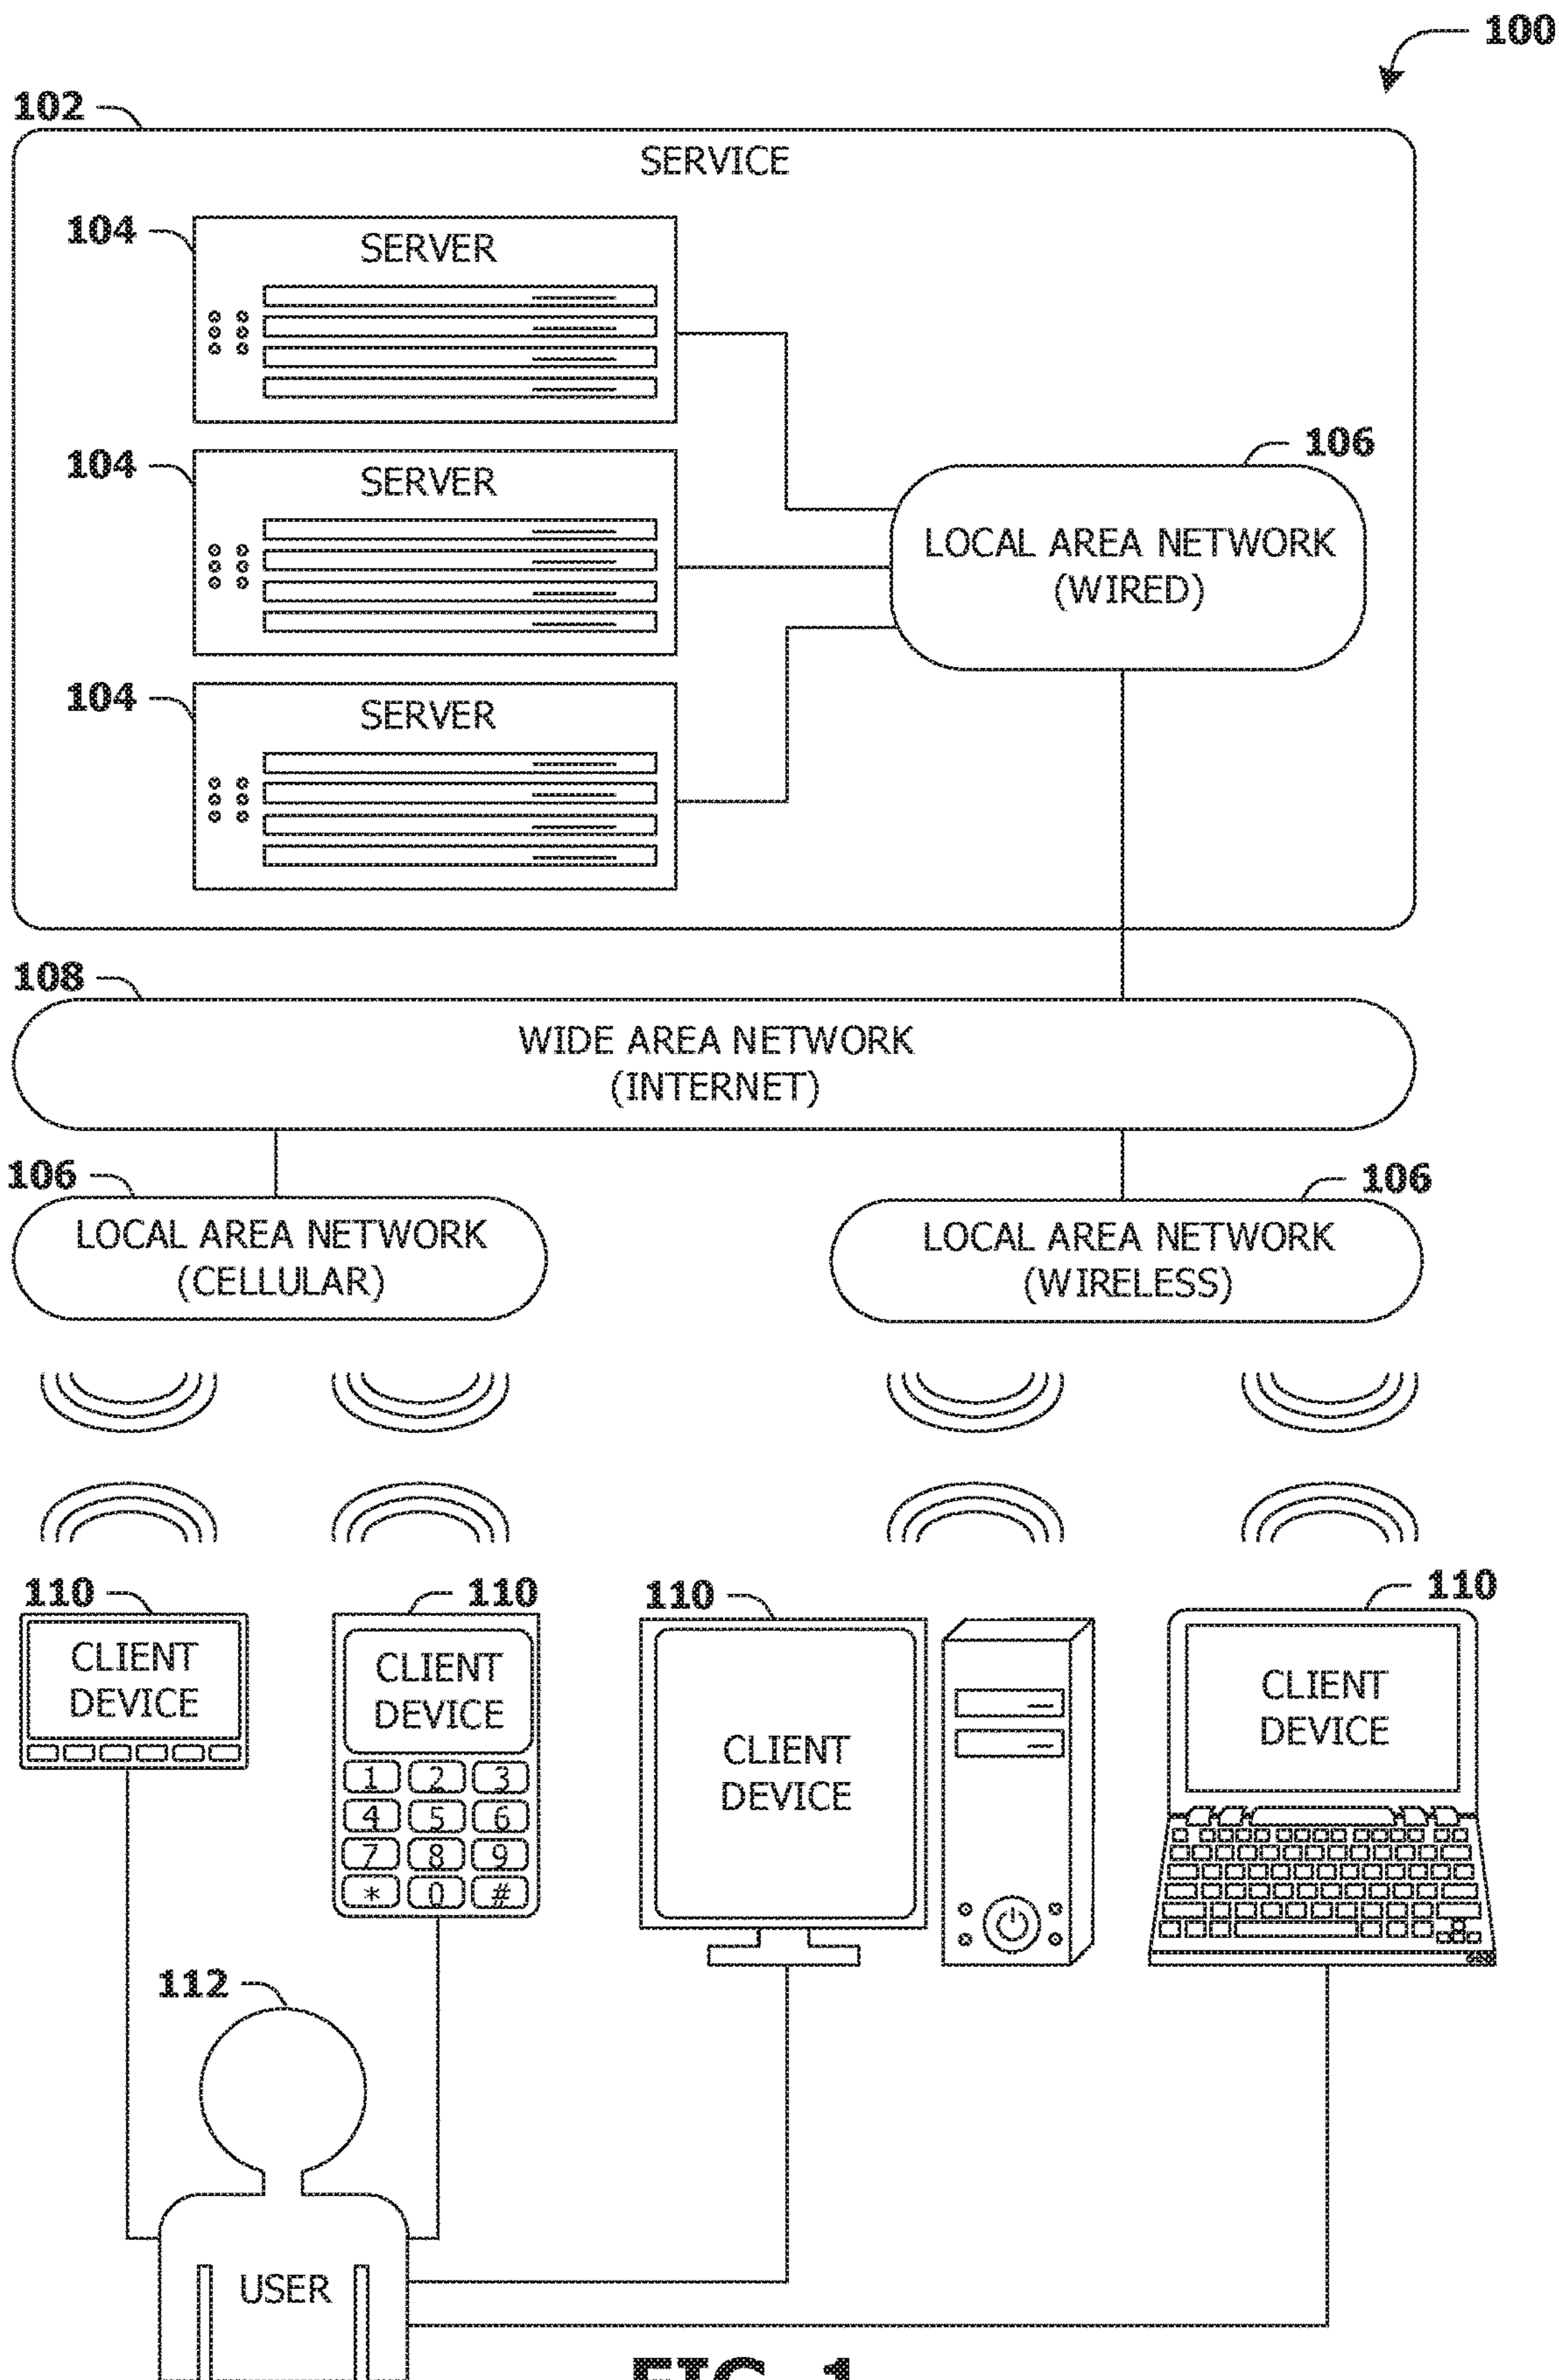 100
102
SERVICE
104
SERVER
104
SERVER
106
LOCAL AREA NETWORK
(WIRED)
104
SERVER
108
WIDE AREA NETWORK
(INTERNET)
106
LOCAL AREA NETWORK
(CELLULAR)
106
LOCAL AREA NETWORK
(WIRELESS)
110
CLIENT
DEVICE
110
CLIENT
DEVICE
1 2 3
4 5 6
7 8 9
* 0 #
110
CLIENT
DEVICE
110
CLIENT
DEVICE
112
USER
FIG. 1